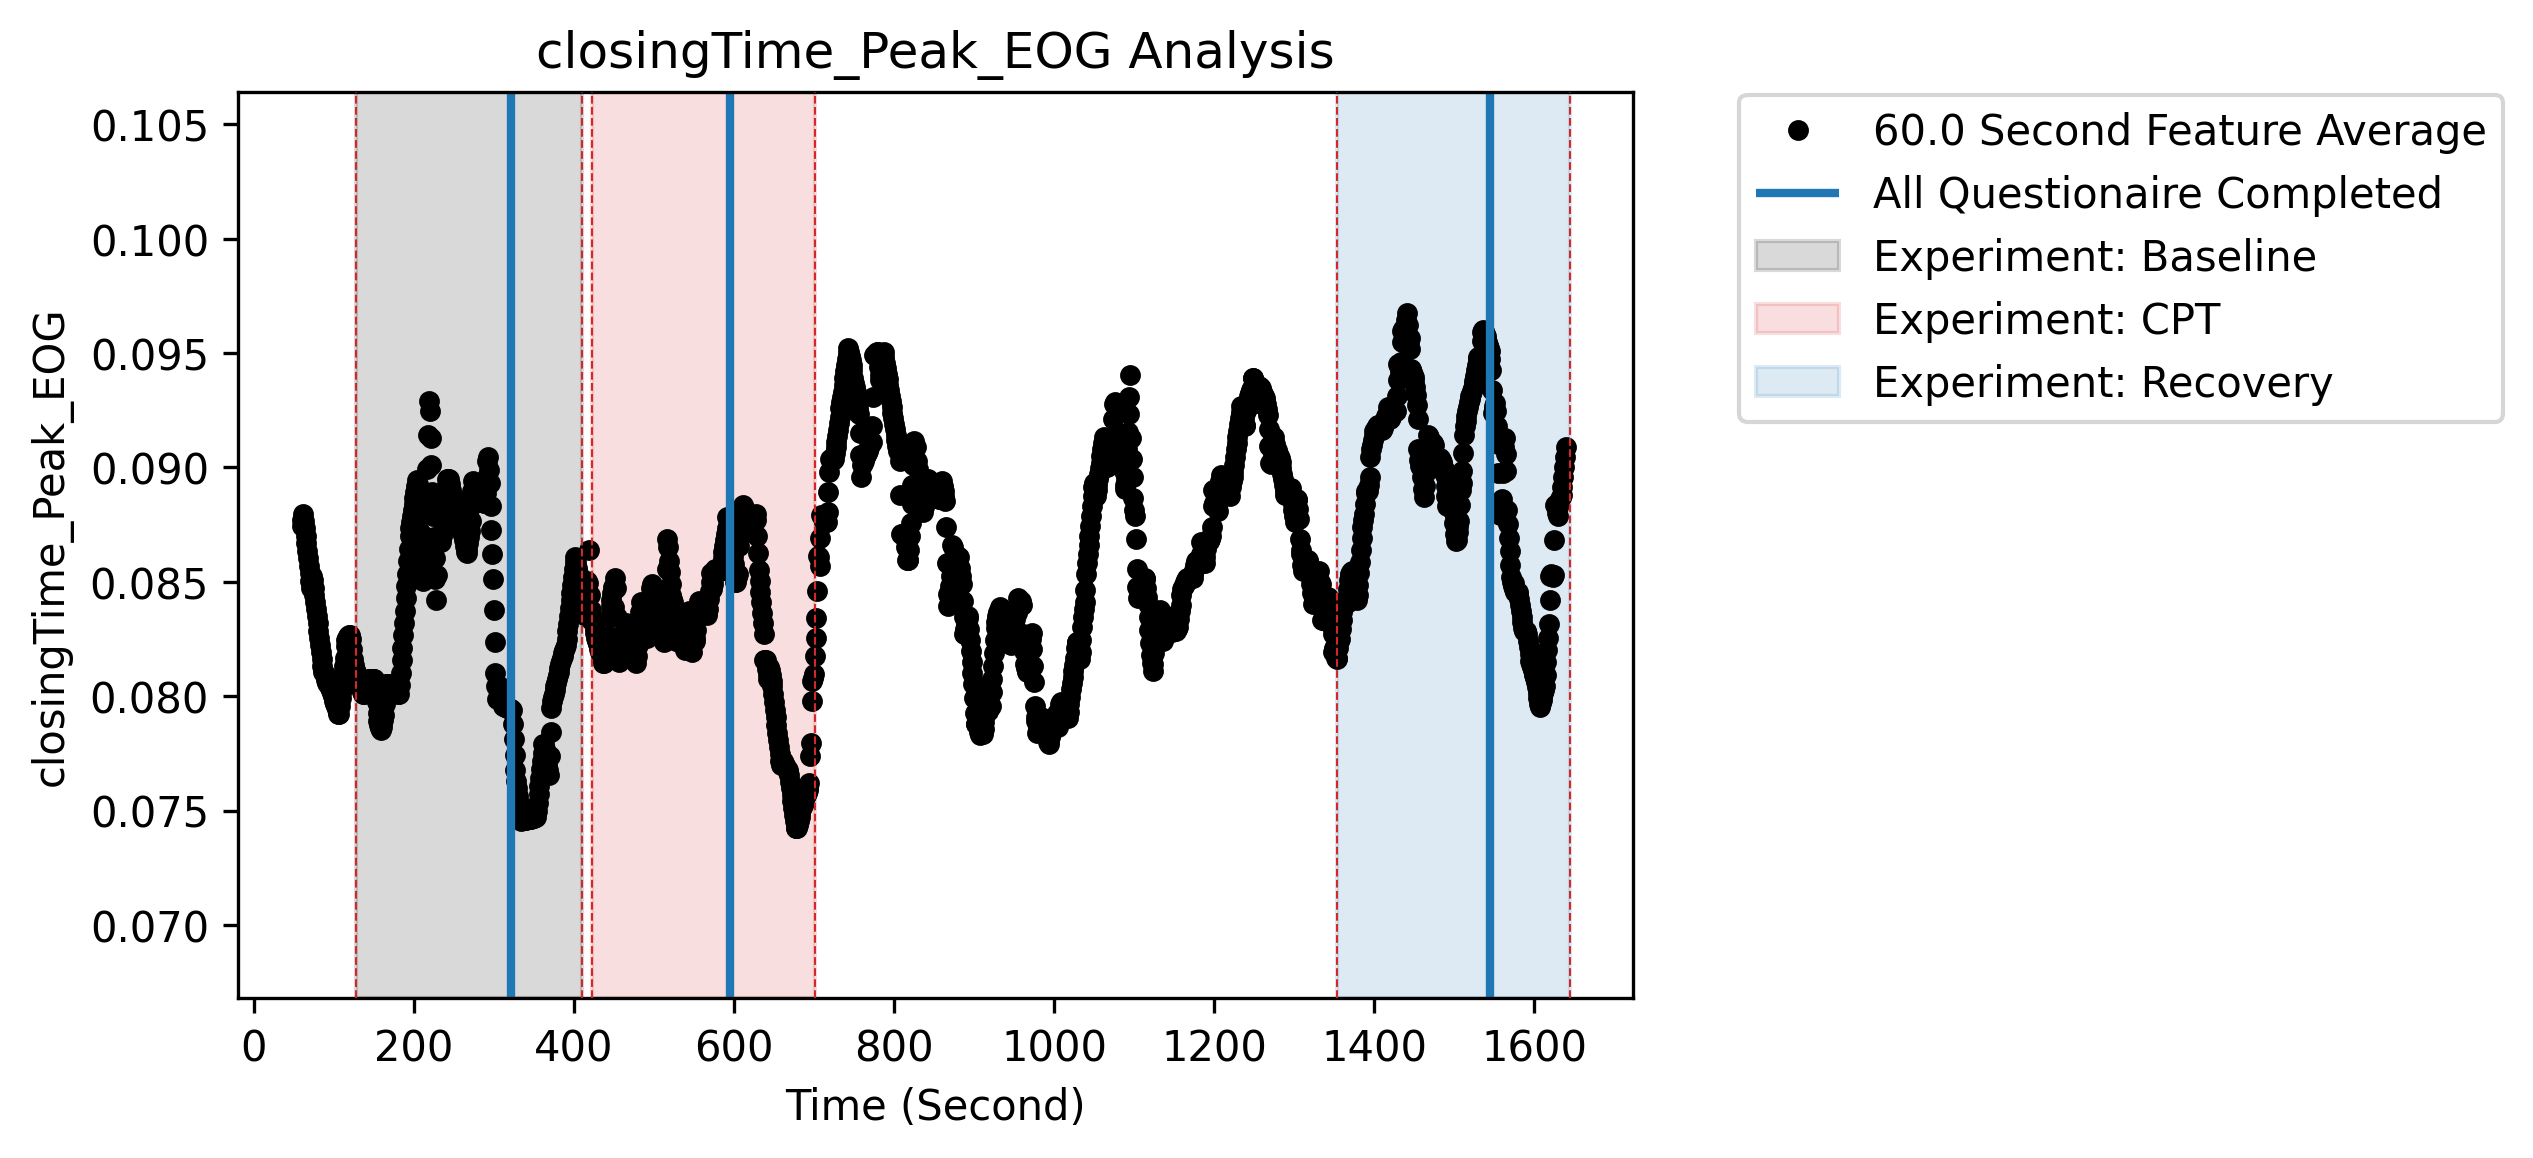 closingTime_Peak_EOG Analysis
closingTime_Peak_EOG
0.105
0.100
0.095
0.090
0.085
0.080
0.075
0.070
0 200 400 600 800 1000 1200 1400 1600
Time (Second)
60.0 Second Feature Average
All Questionaire Completed
Experiment: Baseline
Experiment: CPT
Experiment: Recovery